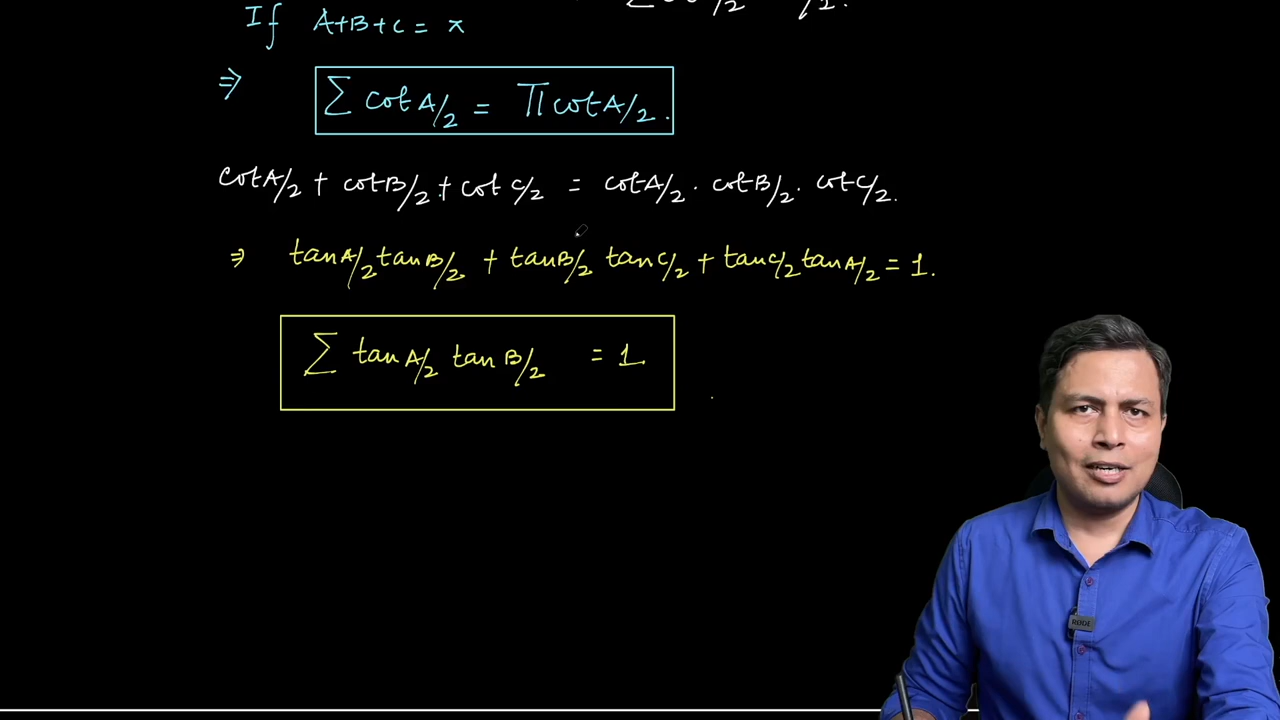 If A+B+C = π
⇒ ∑ cot A/2 = Π cot A/2.
cot A/2 + cot B/2 + cot C/2 = cot A/2 . cot B/2 . cot C/2.
⇒ tan A/2 tan B/2 + tan B/2 tan C/2 + tan C/2 tan A/2 = 1.
∑ tan A/2 tan B/2 = 1
RODE